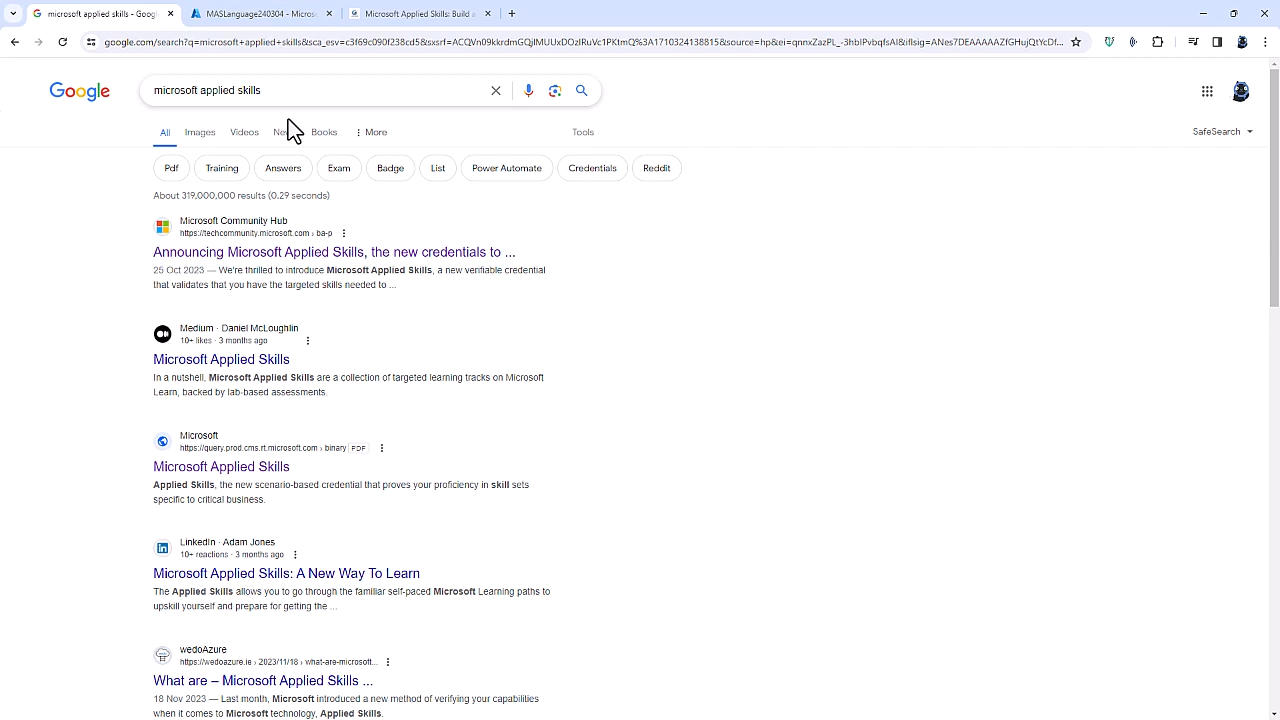 microsoft applied skills - Goog
MASLanguage240304 - Micros
Microsoft Applied Skills: Build a
google.com/search?q=microsoft+applied+skills&sca_esv=c3f69c090f238cd5&sxsrf=
Google
microsoft applied skills
All Images Videos Books More Tools
SafeSearch
Pdf Training Answers Exam Badge List Power Automate Credentials Reddit
About 319,000,000 results (0.29 seconds)
Microsoft Community Hub
https://techcommunity.microsoft.com › ba-p
Announcing Microsoft Applied Skills, the new credentials to ...
25 Oct 2023 — We're thrilled to introduce Microsoft Applied Skills, a new verifiable credential
that validates that you have the targeted skills needed to ...
Medium · Daniel McLoughlin
10+ likes · 3 months ago
Microsoft Applied Skills
In a nutshell, Microsoft Applied Skills are a collection of targeted learning tracks on Microsoft
Learn, backed by lab-based assessments.
Microsoft
https://query.prod.cms.rt.microsoft.com › binary PDF
Microsoft Applied Skills
Applied Skills, the new scenario-based credential that proves your proficiency in skill sets
specific to critical business.
LinkedIn · Adam Jones
10+ reactions · 3 months ago
Microsoft Applied Skills: A New Way To Learn
The Applied Skills allows you to go through the familiar self-paced Microsoft Learning paths to
upskill yourself and prepare for getting the ...
wedoAzure
https://wedoazure.ie › 2023/11/18 › what-are-microsoft...
What are – Microsoft Applied Skills ...
18 Nov 2023 — Last month, Microsoft introduced a new method of verifying your capabilities
when it comes to Microsoft technology, Applied Skills.